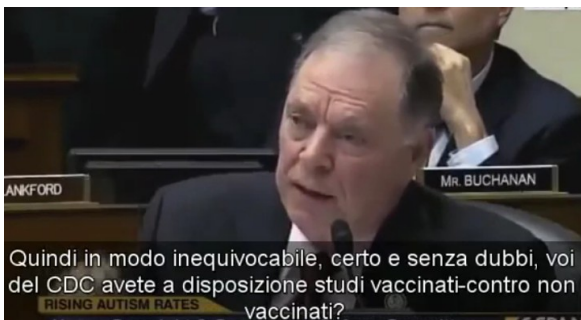 ANKFORD
MR. BUCHANAN
Quindi in modo inequivocabile, certo e senza dubbi, voi
del CDC avete a disposizione studi vaccinati-contro non
RISING AUTISM RATES
vaccinati?